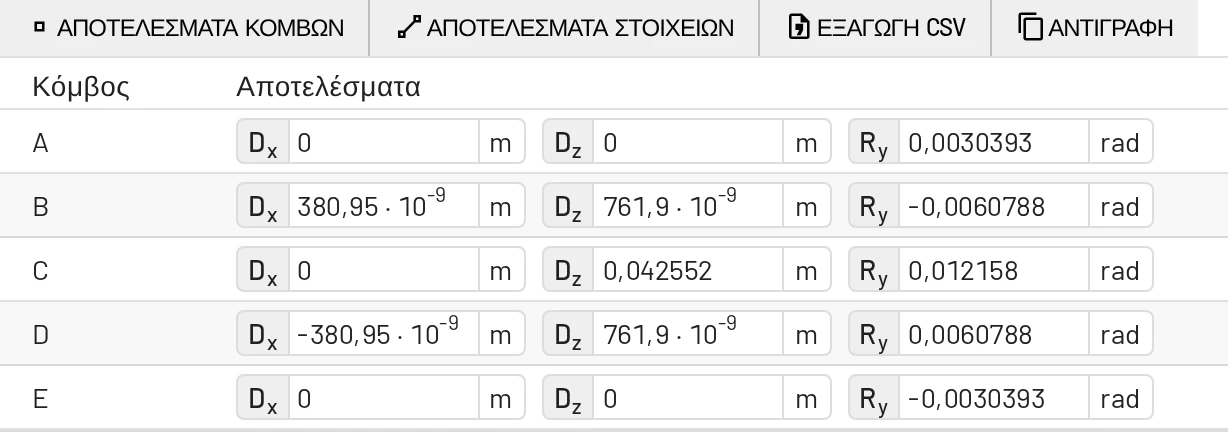 ΑΠΟΤΕΛΕΣΜΑΤΑ ΚΟΜΒΩΝ ΑΠΟΤΕΛΕΣΜΑΤΑ ΣΤΟΙΧΕΙΩΝ ΕΞΑΓΩΓΗ CSV ΑΝΤΙΓΡΑΦΗ
Κόμβος Αποτελέσματα
A Dx 0 m Dz 0 m Ry 0,0030393 rad
B Dx 380,95 · 10⁻⁹ m Dz 761,9 · 10⁻⁹ m Ry -0,0060788 rad
C Dx 0 m Dz 0,042552 m Ry 0,012158 rad
D Dx -380,95 · 10⁻⁹ m Dz 761,9 · 10⁻⁹ m Ry 0,0060788 rad
E Dx 0 m Dz 0 m Ry -0,0030393 rad